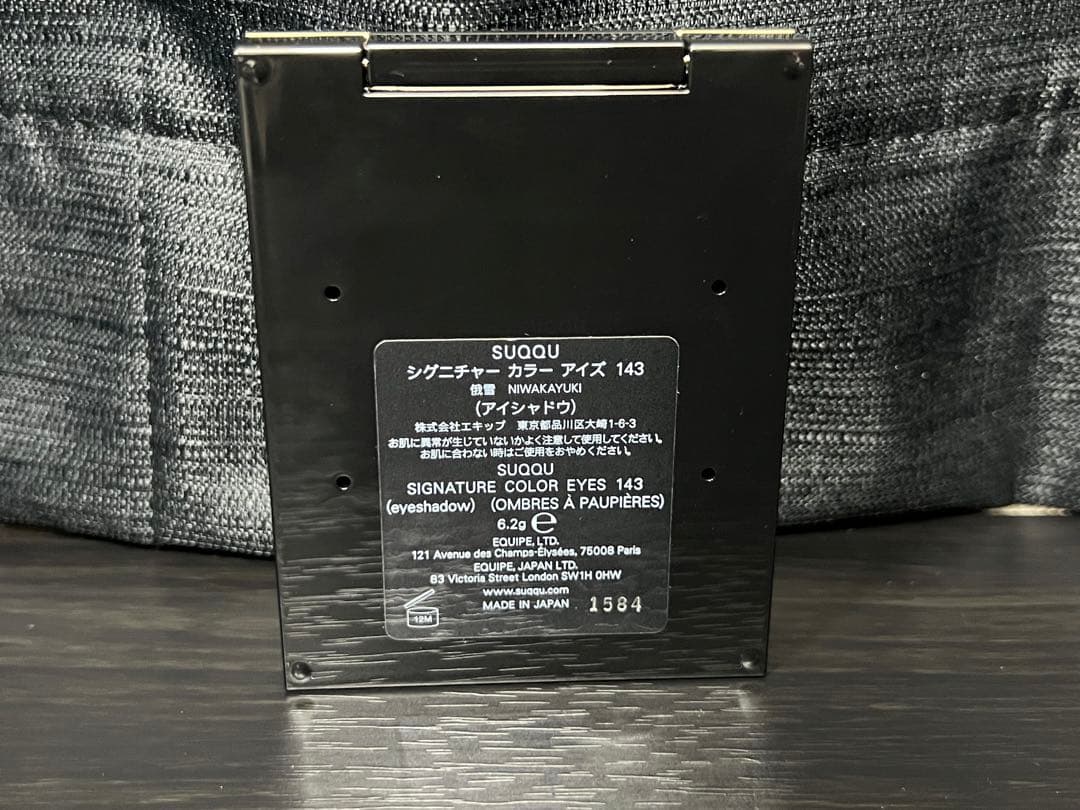 SUQQU
シグニチャー カラー アイズ 143
俄雪 NIWAKAYUKI
(アイシャドウ)
株式会社エキップ 東京都品川区大崎1-6-3
お肌に異常が生じていないかよく注意して使用してください。
お肌に合わない時はご使用をおやめください。
SUQQU
SIGNATURE COLOR EYES 143
(eyeshadow) (OMBRES À PAUPIÈRES)
6.2g ℮
EQUIPE, LTD.
121 Avenue des Champs-Élysées, 75008 Paris
EQUIPE, JAPAN LTD.
83 Victoria Street London SW1H 0HW
www.suqqu.com
MADE IN JAPAN 1584
12M